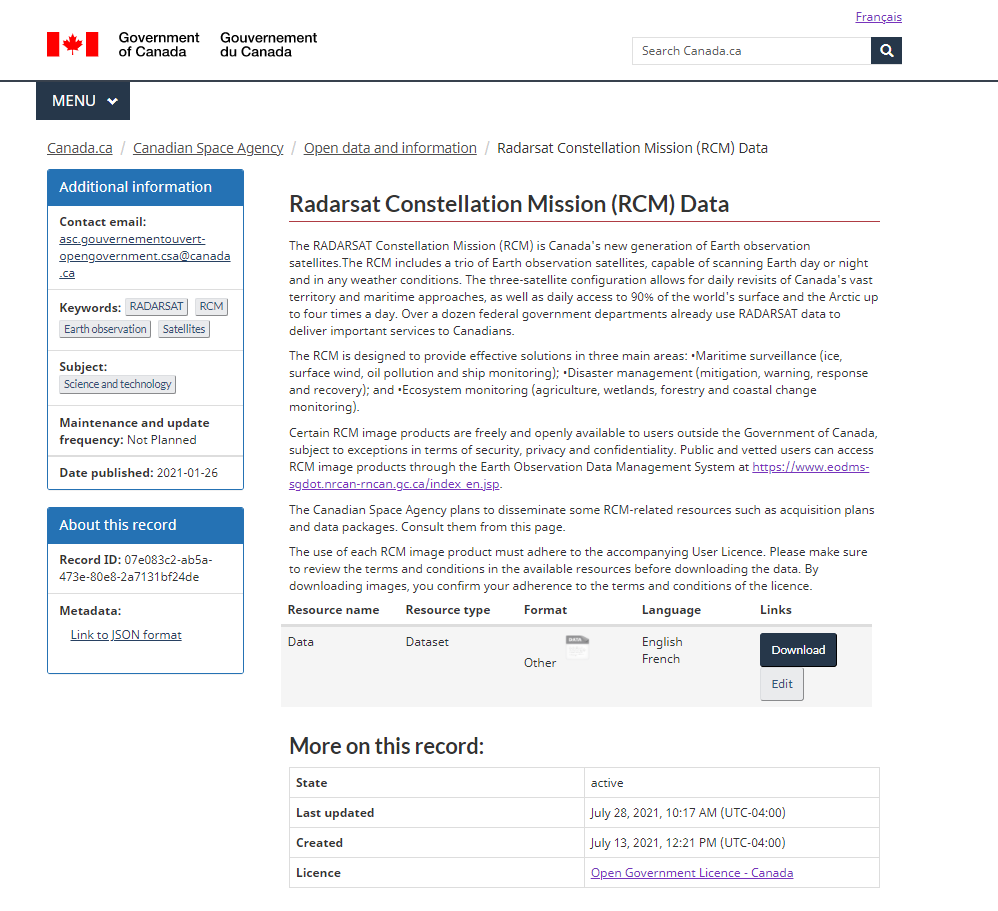 Français
Government
of Canada
Gouvernement
du Canada
Search Canada.ca
MENU
Canada.ca / Canadian Space Agency / Open data and information / Radarsat Constellation Mission (RCM) Data
Additional information
Contact email:
asc.gouvernementouvert-
opengovernment.csa@canada
.ca
Keywords: RADARSAT RCM
Earth observation Satellites
Subject:
Science and technology
Maintenance and update
frequency: Not Planned
Date published: 2021-01-26
About this record
Record ID: 07e083c2-ab5a-
473e-80e8-2a7131bf24de
Metadata:
Link to JSON format
Radarsat Constellation Mission (RCM) Data
The RADARSAT Constellation Mission (RCM) is Canada's new generation of Earth observation
satellites.The RCM includes a trio of Earth observation satellites, capable of scanning Earth day or night
and in any weather conditions. The three-satellite configuration allows for daily revisits of Canada's vast
territory and maritime approaches, as well as daily access to 90% of the world's surface and the Arctic up
to four times a day. Over a dozen federal government departments already use RADARSAT data to
deliver important services to Canadians.
The RCM is designed to provide effective solutions in three main areas: •Maritime surveillance (ice,
surface wind, oil pollution and ship monitoring); •Disaster management (mitigation, warning, response
and recovery); and •Ecosystem monitoring (agriculture, wetlands, forestry and coastal change
monitoring).
Certain RCM image products are freely and openly available to users outside the Government of Canada,
subject to exceptions in terms of security, privacy and confidentiality. Public and vetted users can access
RCM image products through the Earth Observation Data Management System at https://www.eodms-
sgdot.nrcan-rncan.gc.ca/index_en.jsp.
The Canadian Space Agency plans to disseminate some RCM-related resources such as acquisition plans
and data packages. Consult them from this page.
The use of each RCM image product must adhere to the accompanying User Licence. Please make sure
to review the terms and conditions in the available resources before downloading the data. By
downloading images, you confirm your adherence to the terms and conditions of the licence.
Resource name Resource type Format Language Links
Data Dataset DATA Other English French Download
Edit
More on this record:
State active
Last updated July 28, 2021, 10:17 AM (UTC-04:00)
Created July 13, 2021, 12:21 PM (UTC-04:00)
Licence Open Government Licence - Canada